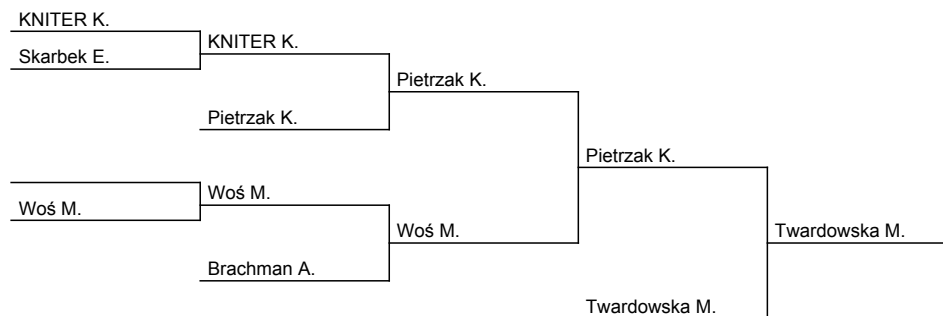 KNITER K.
Skarbek E.
KNITER K.
Pietrzak K.
Pietrzak K.
Pietrzak K.
Woś M.
Woś M.
Woś M.
Twardowska M.
Brachman A.
Twardowska M.